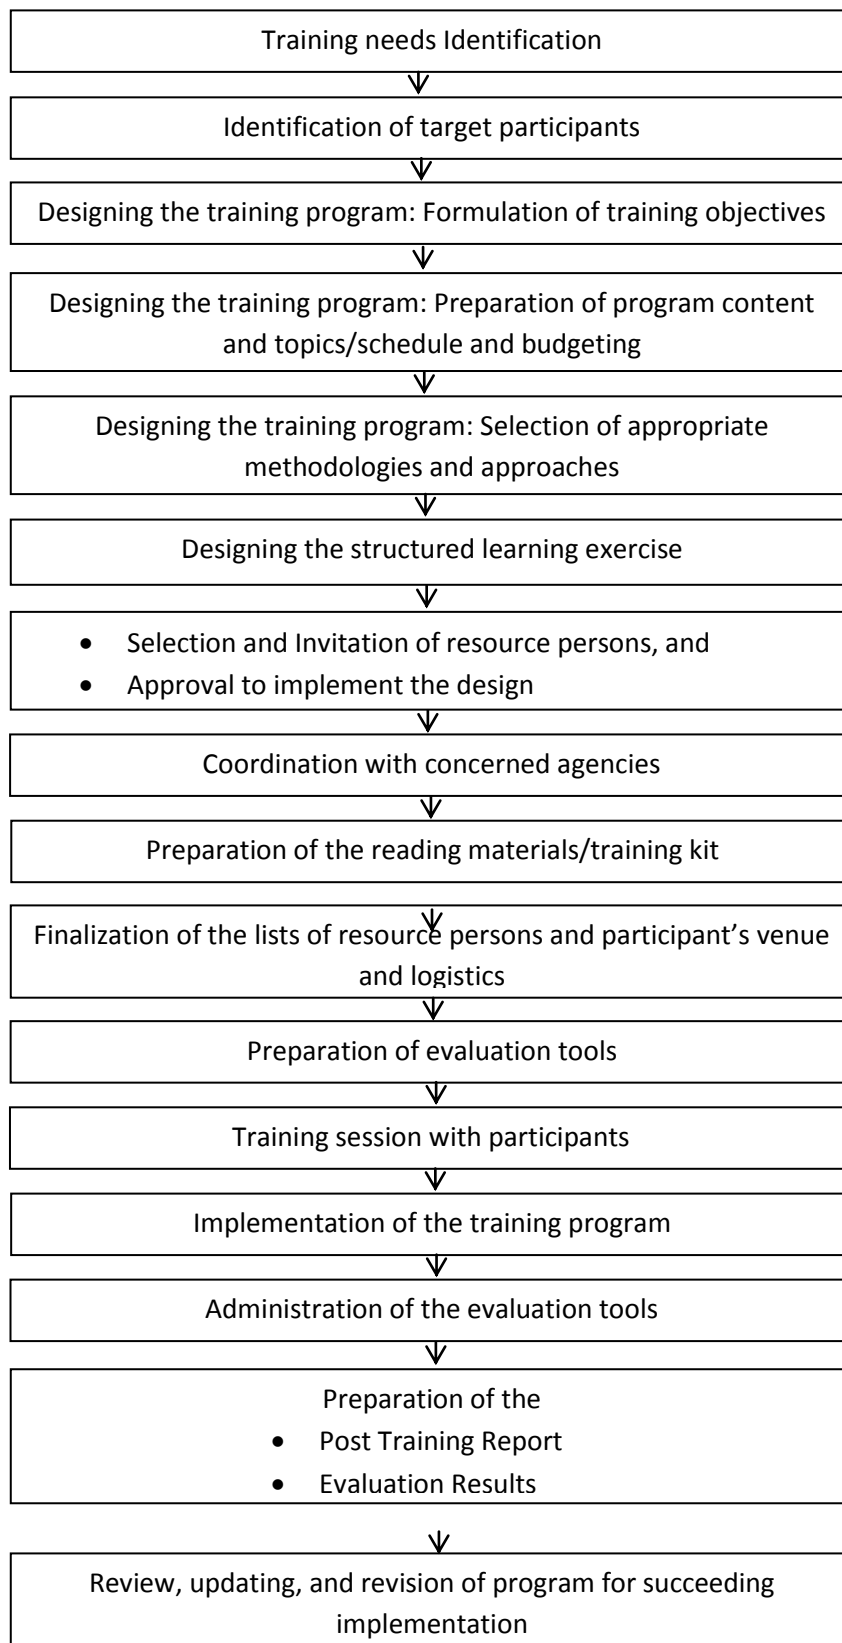 Training needs Identification
Identification of target participants
Designing the training program: Formulation of training objectives
Designing the training program: Preparation of program content
and topics/schedule and budgeting
Designing the training program: Selection of appropriate
methodologies and approaches
Designing the structured learning exercise
• Selection and Invitation of resource persons, and
• Approval to implement the design
Coordination with concerned agencies
Preparation of the reading materials/training kit
Finalization of the lists of resource persons and participant’s venue
and logistics
Preparation of evaluation tools
Training session with participants
Implementation of the training program
Administration of the evaluation tools
Preparation of the
• Post Training Report
• Evaluation Results
Review, updating, and revision of program for succeeding
implementation